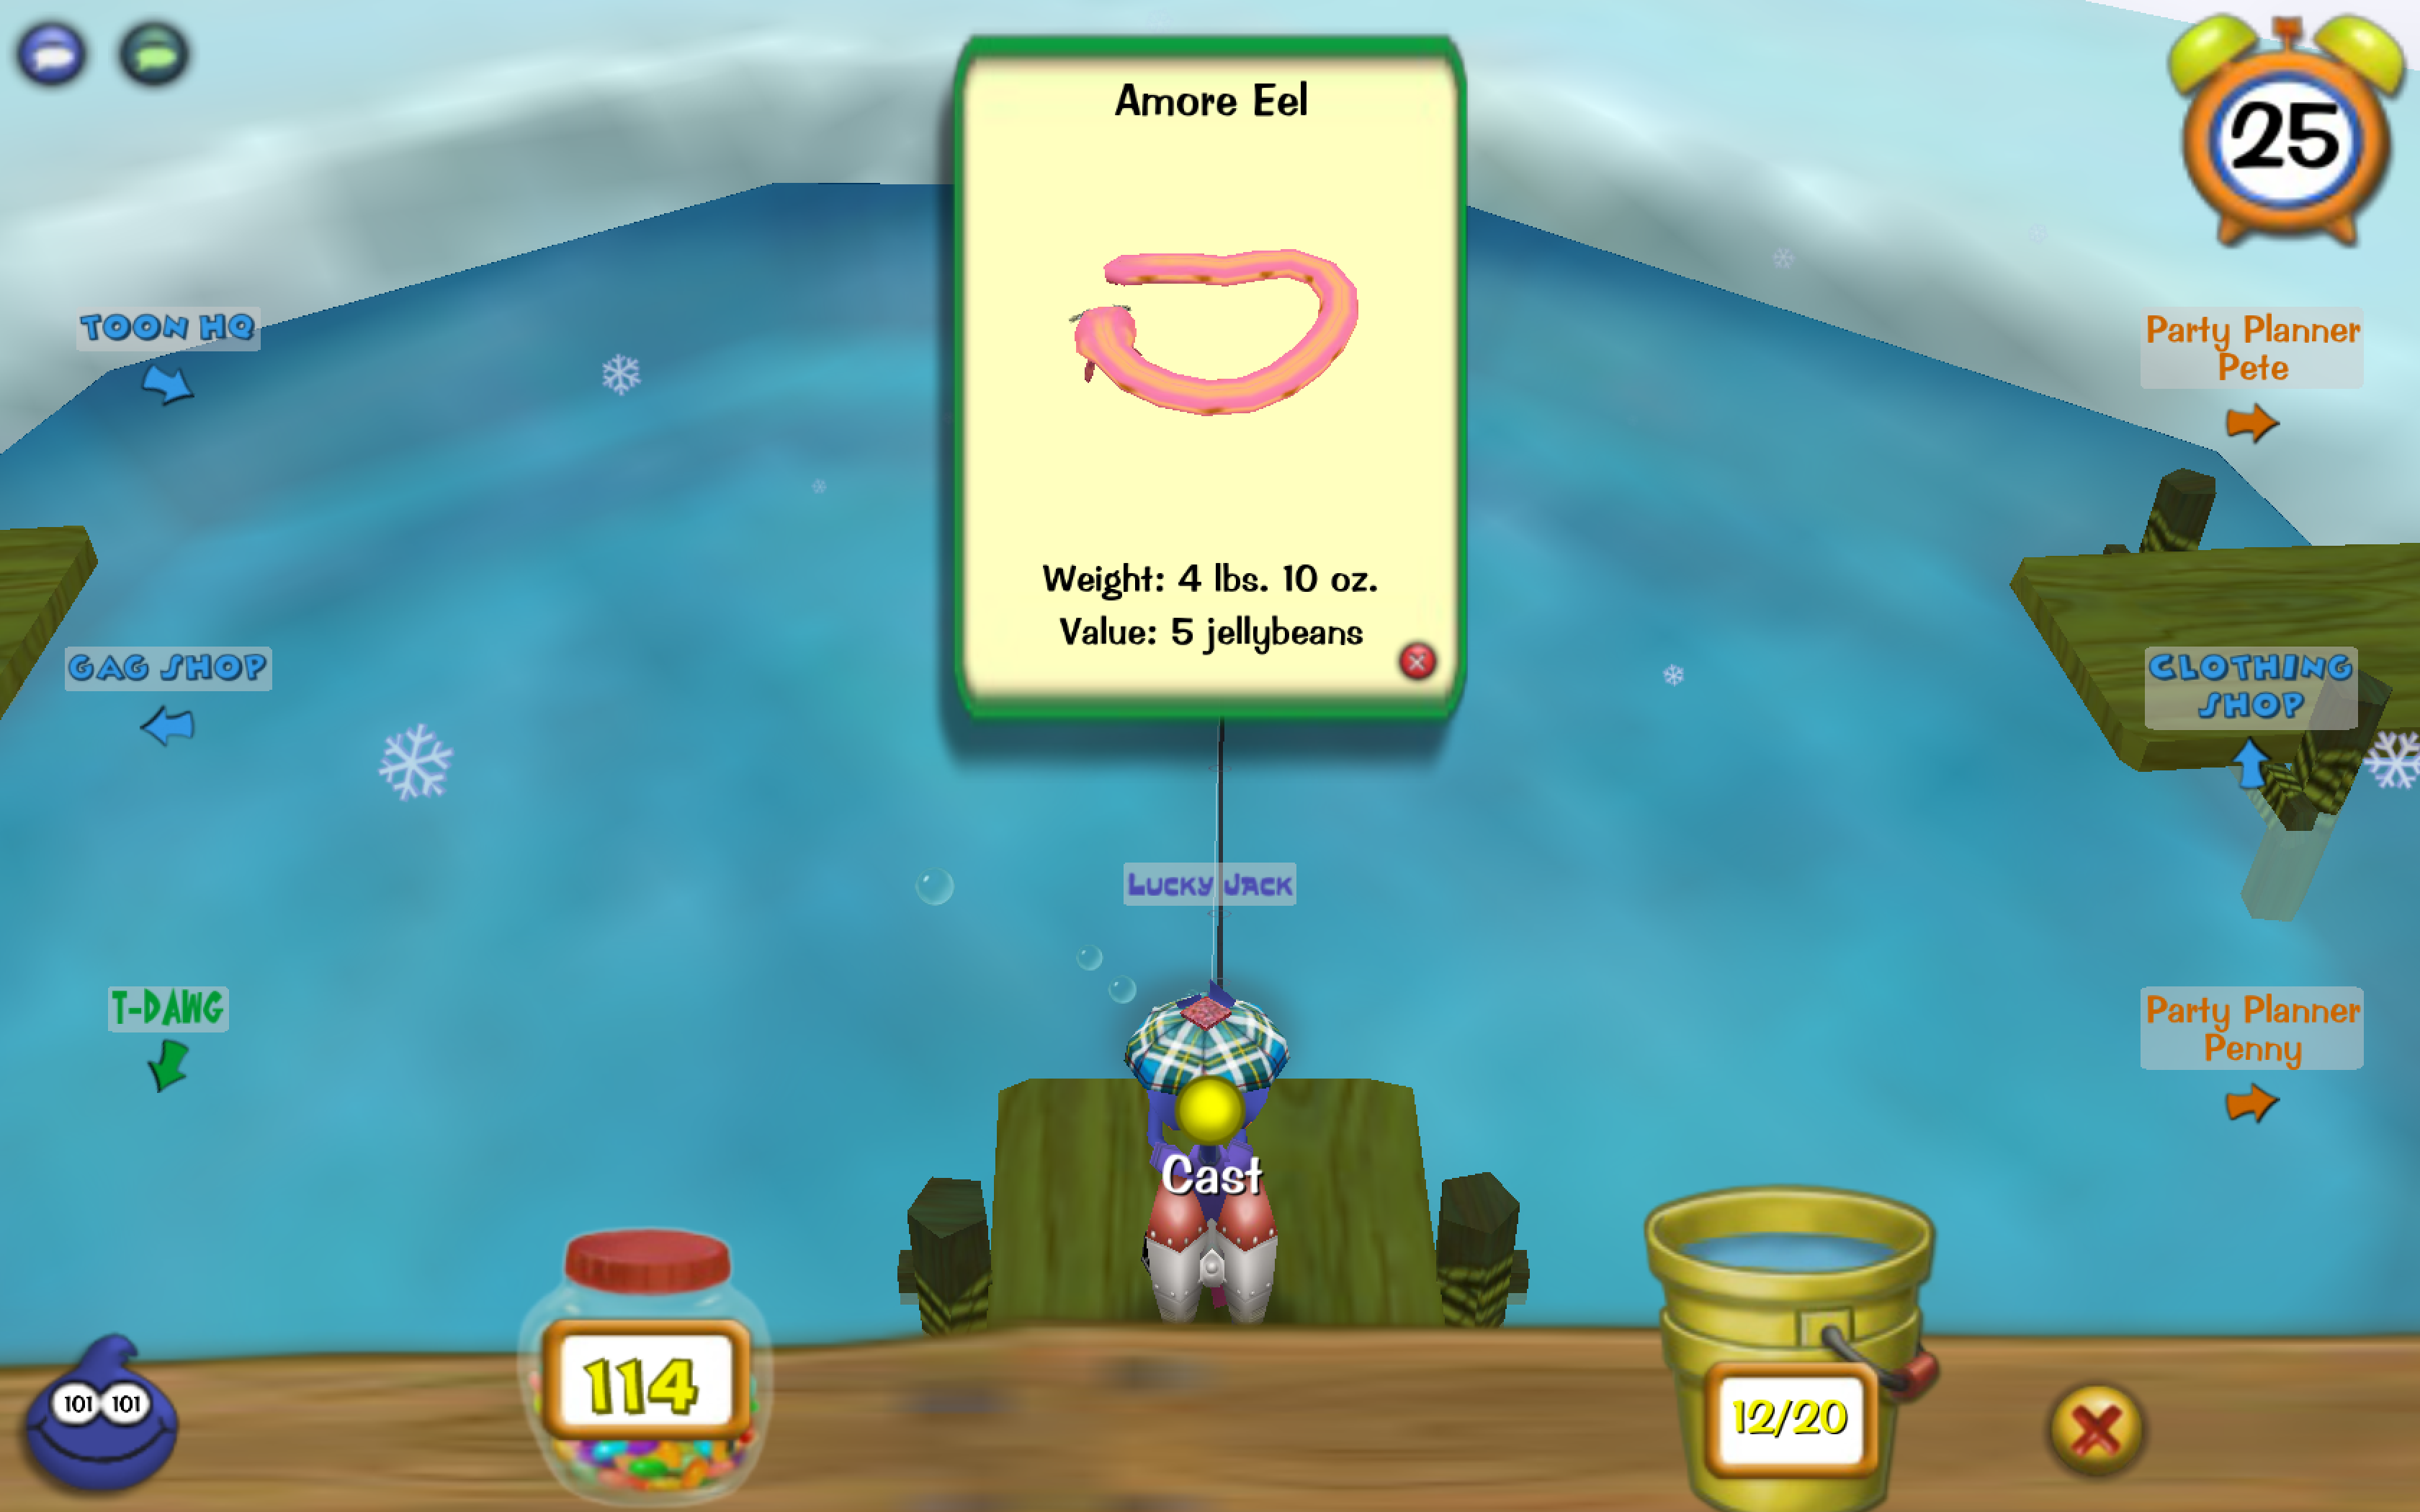 Amore Eel
25
TOON HQ
Party Planner
Pete
Weight: 4 lbs. 10 oz.
Value: 5 jellybeans
GAG SHOP
CLOTHING
SHOP
LUCKY JACK
T-DAWG
Party Planner
Penny
Cast
101 101
114
12/20